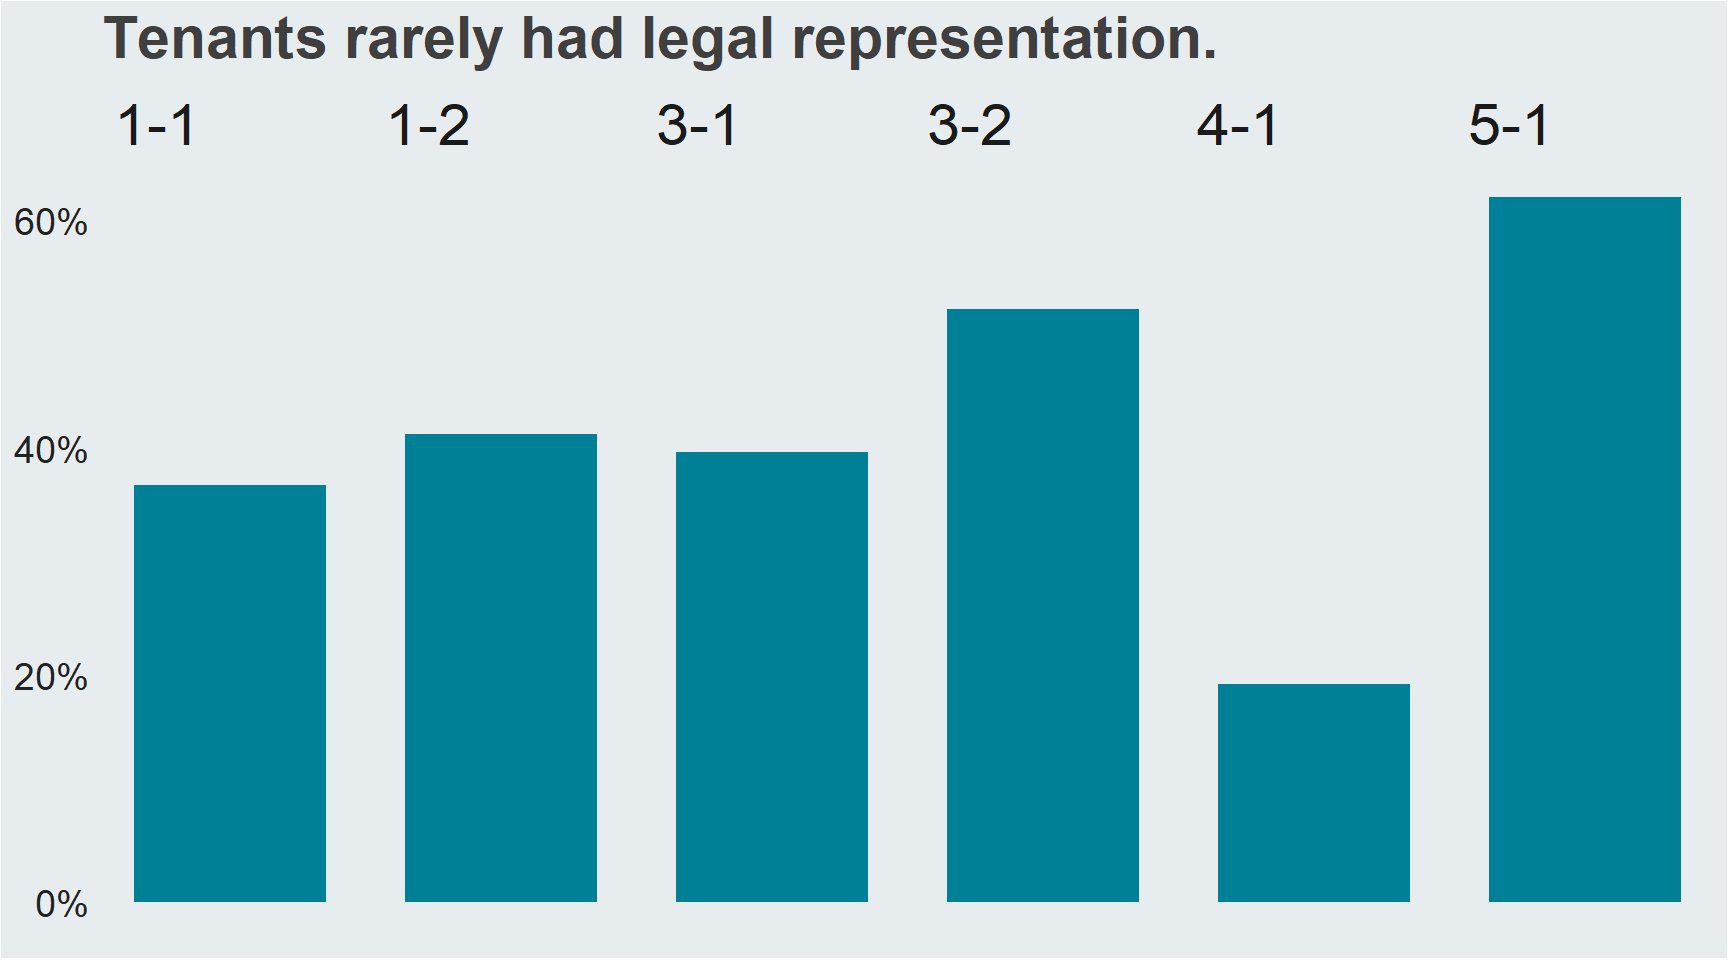 Tenants rarely had legal representation.
1-1 1-2 3-1 3-2 4-1 5-1
60%
40%
20%
0%